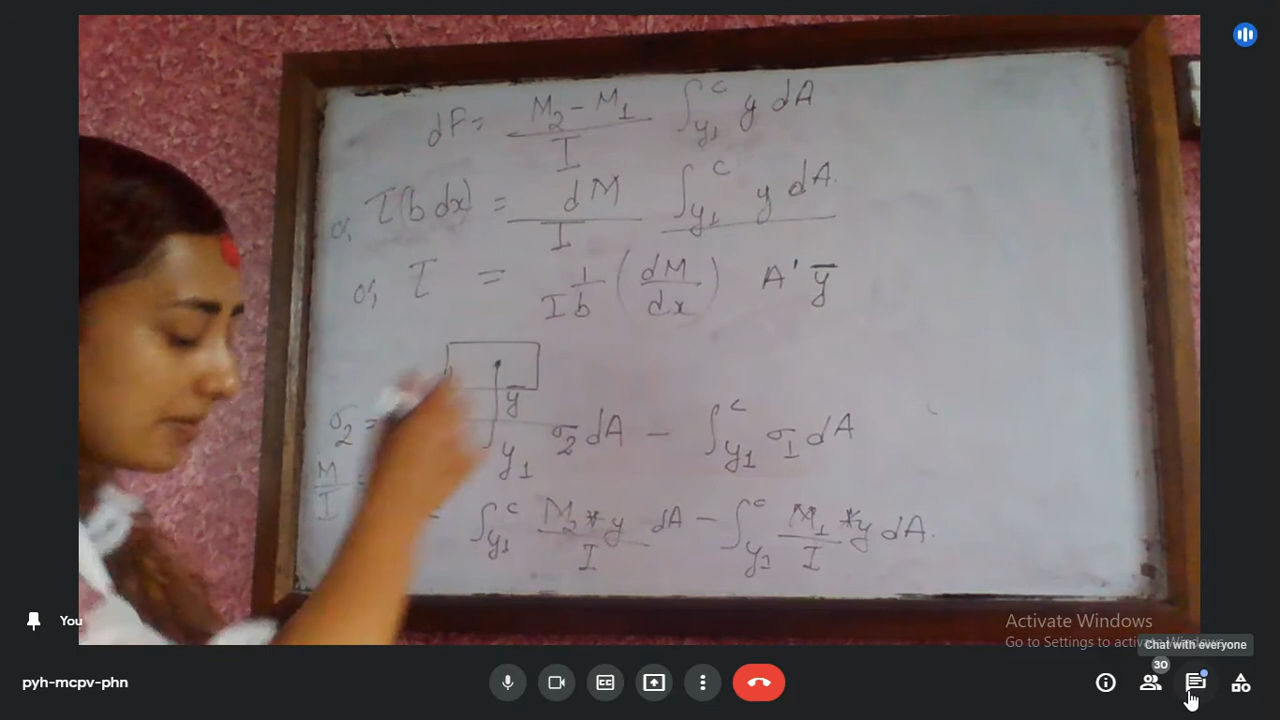 dF = M₂ - M₁ / I ∫y₁^c y dA
or, τ(b dx) = dM / I ∫y₁^c y dA.
or, τ = 1 / I b (dM / dx) A' ȳ
ȳ
σ₂ = ∫y₁ σ₂ dA - ∫y₁^c σ₁ dA
M / I =
- ∫y₁^c M₂*y / I dA - ∫y₁^c M₁*y / I dA.
You
Activate Windows
Go to Settings to activate Windows.
Chat with everyone
pyh-mcpv-phn
CC
30